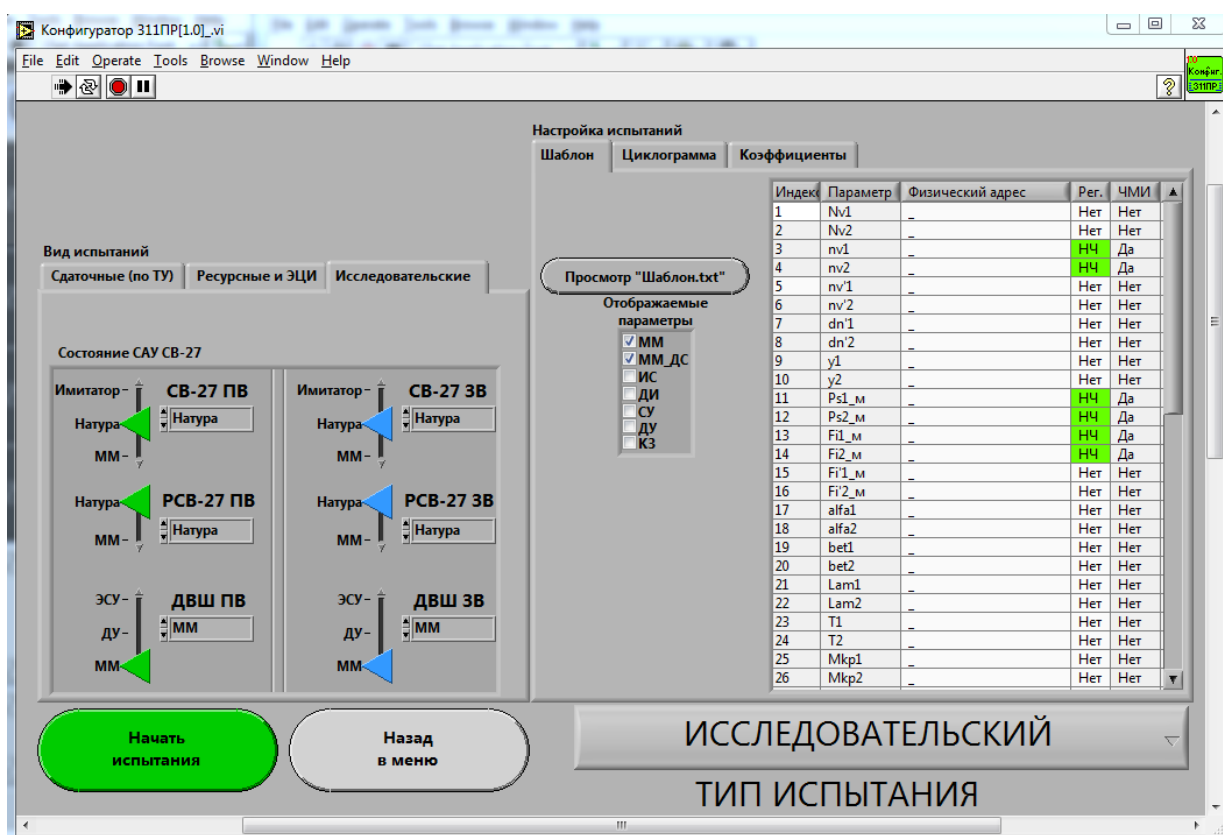 Конфигуратор 311ПР[1.0]_.vi
File Edit Operate Tools Browse Window Help
Конфиг.
311ПР
Настройка испытаний
Шаблон Циклограмма Коэффициенты
Вид испытаний
Сдаточные (по ТУ) Ресурсные и ЭЦИ Исследовательские
Состояние САУ СВ-27
Имитатор
Натура
ММ
СВ-27 ПВ
Натура
Имитатор
Натура
ММ
СВ-27 ЗВ
Натура
Натура
ММ
РСВ-27 ПВ
Натура
Натура
ММ
РСВ-27 ЗВ
Натура
ЭСУ
ДУ
ММ
ДВШ ПВ
ММ
ЭСУ
ДУ
ММ
ДВШ ЗВ
ММ
Просмотр "Шаблон.txt"
Отображаемые
параметры
ММ
ММ_ДС
ИС
ДИ
СУ
ДУ
КЗ
Индекс Параметр Физический адрес Рег. ЧМИ
1 Nv1 _ Нет Нет
2 Nv2 _ Нет Нет
3 nv1 _ НЧ Да
4 nv2 _ НЧ Да
5 nv'1 _ Нет Нет
6 nv'2 _ Нет Нет
7 dn'1 _ Нет Нет
8 dn'2 _ Нет Нет
9 y1 _ Нет Нет
10 y2 _ Нет Нет
11 Ps1_м _ НЧ Да
12 Ps2_м _ НЧ Да
13 Fi1_м _ НЧ Да
14 Fi2_м _ НЧ Да
15 Fi'1_м _ Нет Нет
16 Fi'2_м _ Нет Нет
17 alfa1 _ Нет Нет
18 alfa2 _ Нет Нет
19 bet1 _ Нет Нет
20 bet2 _ Нет Нет
21 Lam1 _ Нет Нет
22 Lam2 _ Нет Нет
23 T1 _ Нет Нет
24 T2 _ Нет Нет
25 Mkp1 _ Нет Нет
26 Mkp2 _ Нет Нет
Начать
испытания
Назад
в меню
ИССЛЕДОВАТЕЛЬСКИЙ
ТИП ИСПЫТАНИЯ